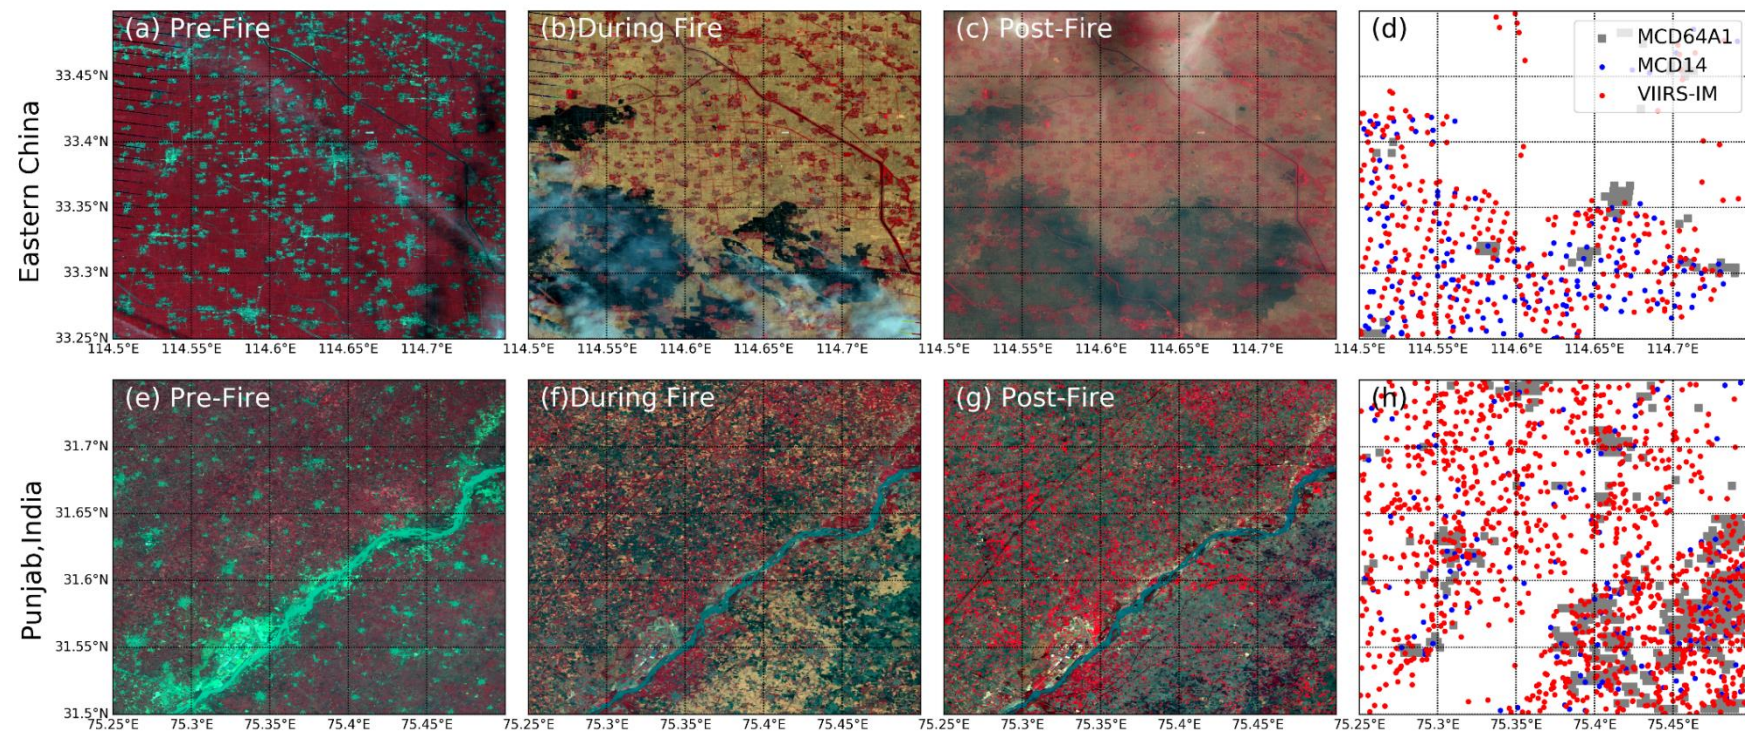 (a) Pre-Fire
(b)During Fire
(c) Post-Fire
(d)
MCD64A1
MCD14
VIIRS-IM
Eastern China
33.45°N
33.4°N
33.35°N
33.3°N
33.25°N
114.5°E 114.55°E 114.6°E 114.65°E 114.7°E
114.5°E 114.55°E 114.6°E 114.65°E 114.7°E
114.5°E 114.55°E 114.6°E 114.65°E 114.7°E
114.5°E 114.55°E 114.6°E 114.65°E 114.7°E
(e) Pre-Fire
(f)During Fire
(g) Post-Fire
(h)
Punjab,India
31.7°N
31.65°N
31.6°N
31.55°N
31.5°N
75.25°E 75.3°E 75.35°E 75.4°E 75.45°E
75.25°E 75.3°E 75.35°E 75.4°E 75.45°E
75.25°E 75.3°E 75.35°E 75.4°E 75.45°E
75.25°E 75.3°E 75.35°E 75.4°E 75.45°E